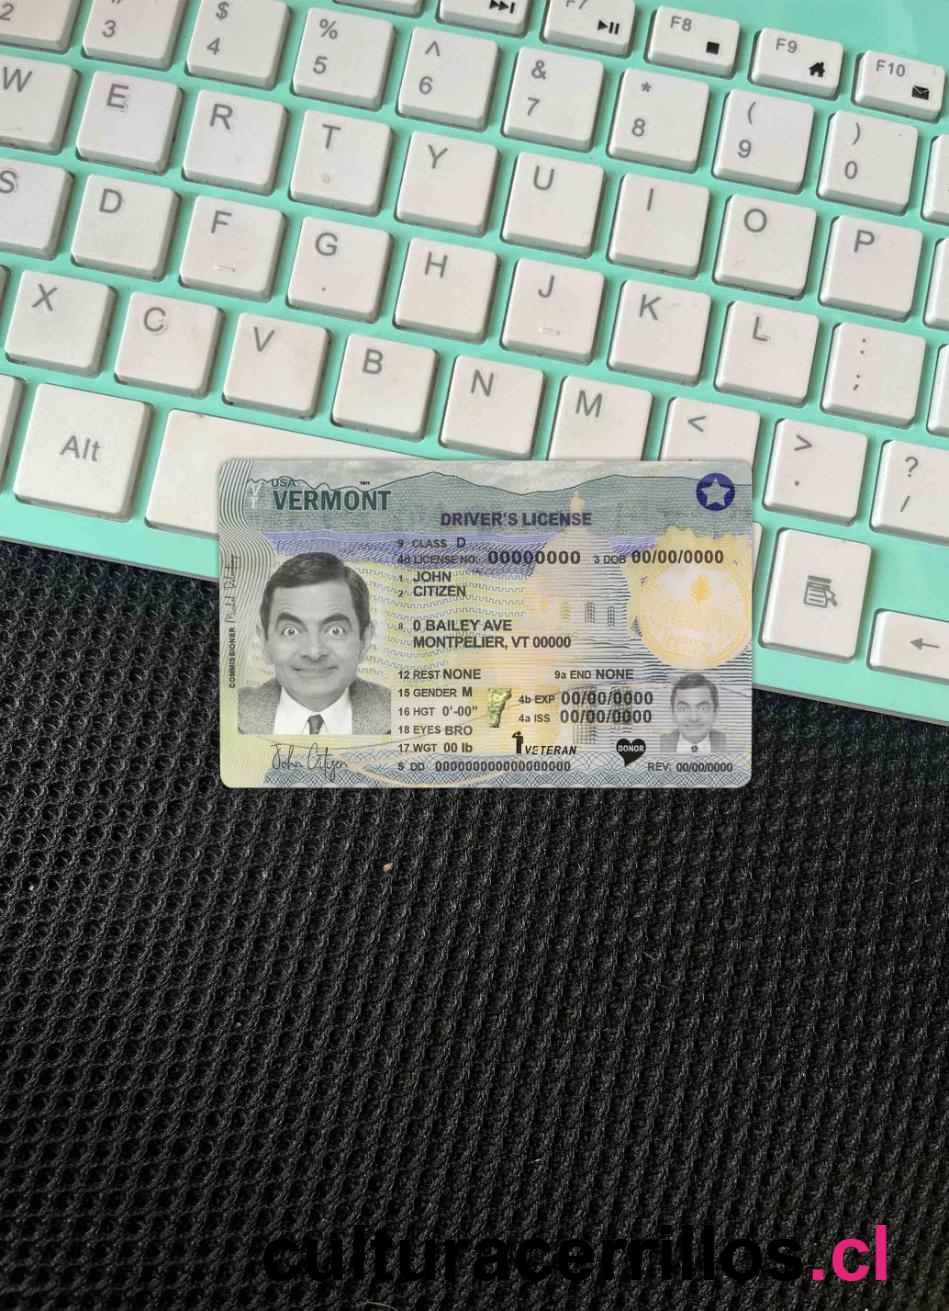 2
#
3
$
4
%
5
^
6
&
7
*
8
(
9
)
0
F7
F8
F9
F10
W
E
R
T
Y
U
I
O
P
S
D
F
G
H
J
K
L
:
;
X
C
V
B
N
M
<
>
.
?
/
Alt
USA
VERMONT
DRIVER'S LICENSE
9 CLASS D
4d LICENSE NO. 00000000 3 DOB 00/00/0000
1 JOHN
2 CITIZEN
8 0 BAILEY AVE
MONTPELIER, VT 00000
12 REST NONE 9a END NONE
15 GENDER M 4b EXP 00/00/0000
16 HGT 0'-00" 4a ISS 00/00/0000
18 EYES BRO
17 WGT 00 lb VETERAN DONOR
5 DD 000000000000000000 REV: 00/00/0000
COMMISSIONER
John Citizen
culturacerrillos.cl